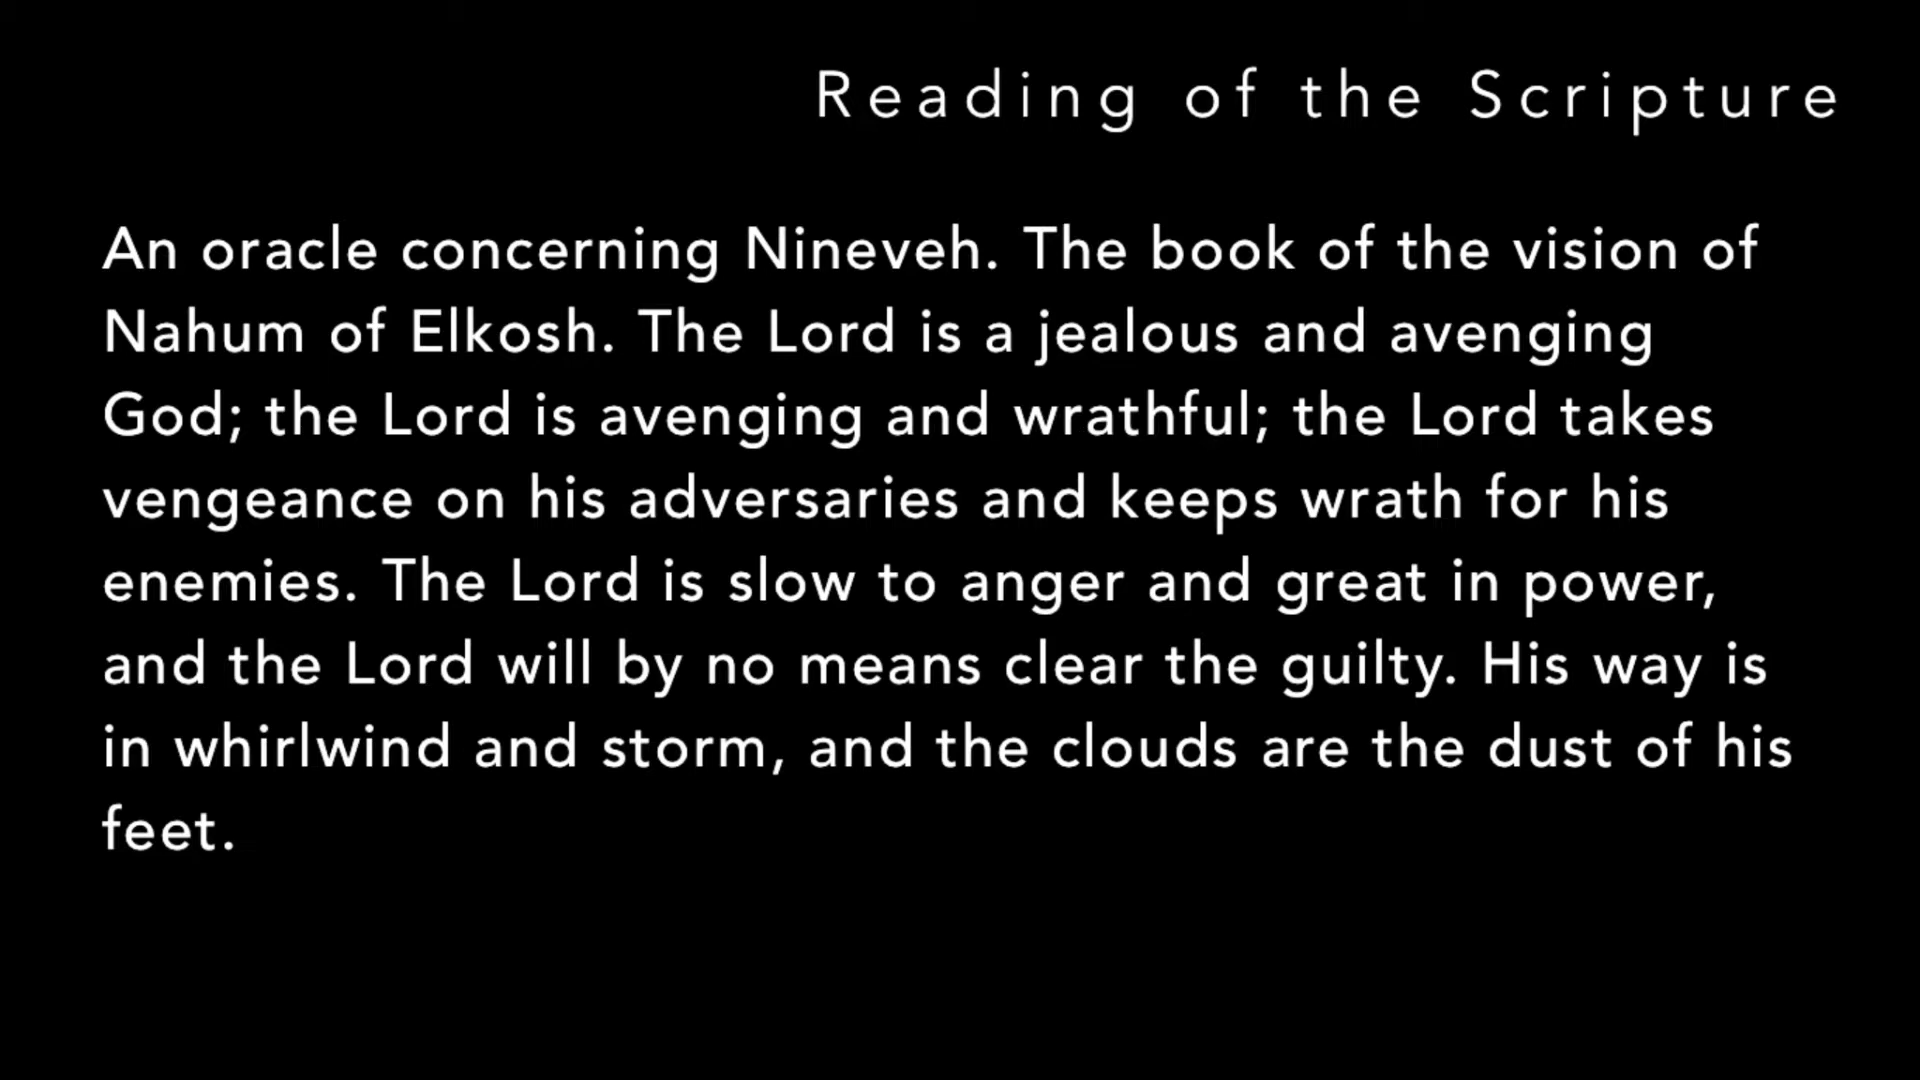 Reading of the Scripture
An oracle concerning Nineveh. The book of the vision of
Nahum of Elkosh. The Lord is a jealous and avenging
God; the Lord is avenging and wrathful; the Lord takes
vengeance on his adversaries and keeps wrath for his
enemies. The Lord is slow to anger and great in power,
and the Lord will by no means clear the guilty. His way is
in whirlwind and storm, and the clouds are the dust of his
feet.